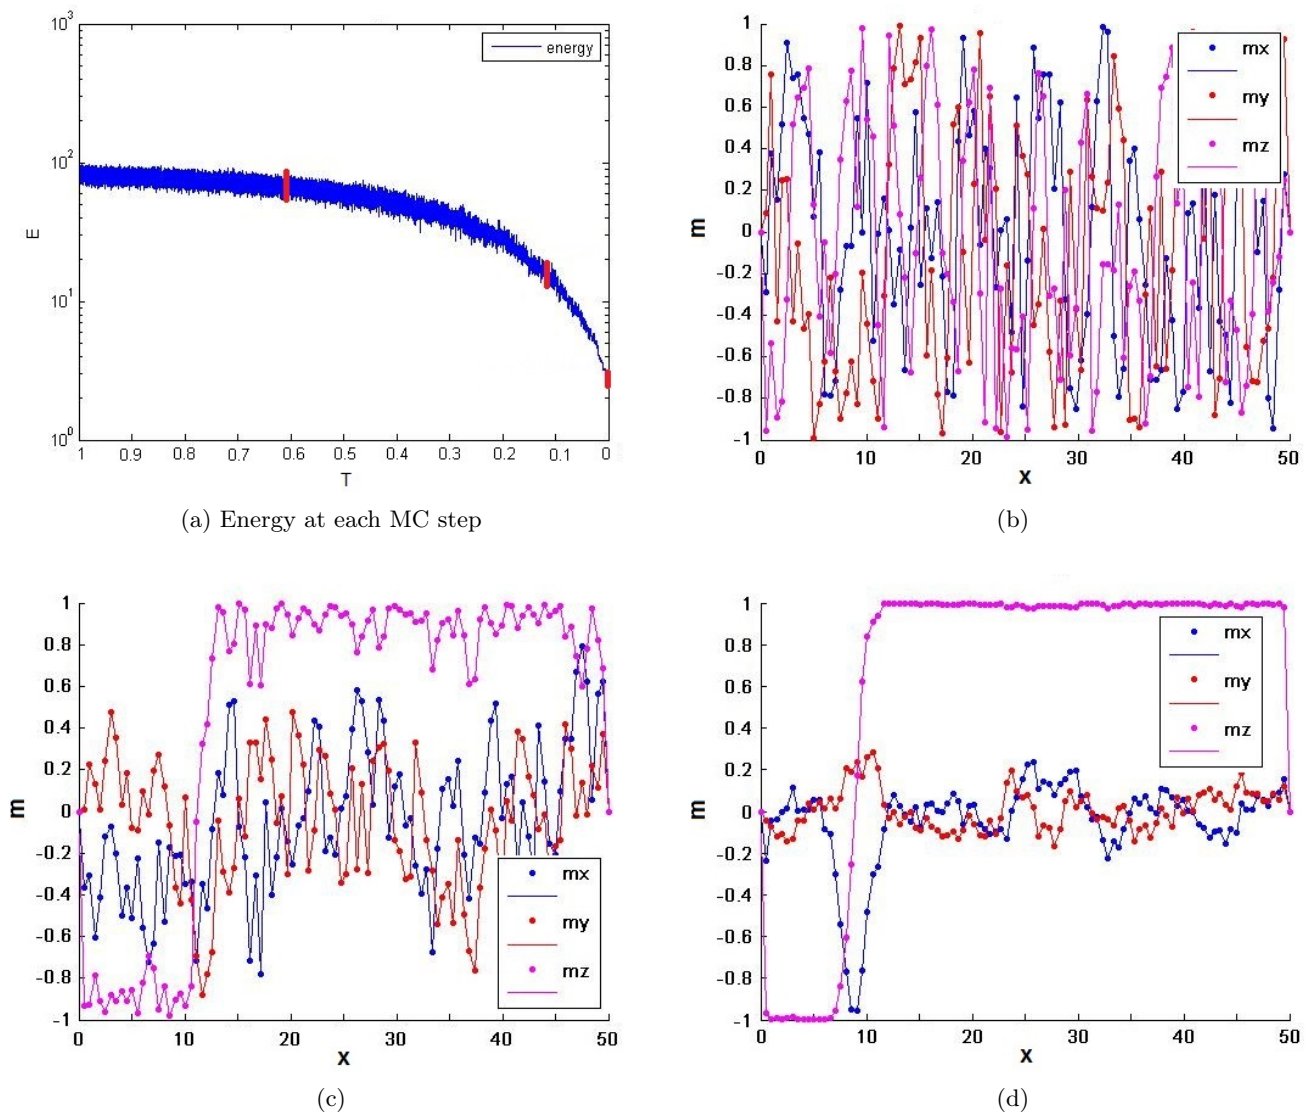 10³
10²
10¹
10⁰
E
energy
1 0.9 0.8 0.7 0.6 0.5 0.4 0.3 0.2 0.1 0
T
(a) Energy at each MC step
1
0.8
0.6
0.4
0.2
0
-0.2
-0.4
-0.6
-0.8
-1
m
mx
my
mz
0 10 20 30 40 50
x
(b)
1
0.8
0.6
0.4
0.2
0
-0.2
-0.4
-0.6
-0.8
-1
m
mx
my
mz
0 10 20 30 40 50
x
(c)
1
0.8
0.6
0.4
0.2
0
-0.2
-0.4
-0.6
-0.8
-1
m
mx
my
mz
0 10 20 30 40 50
x
(d)